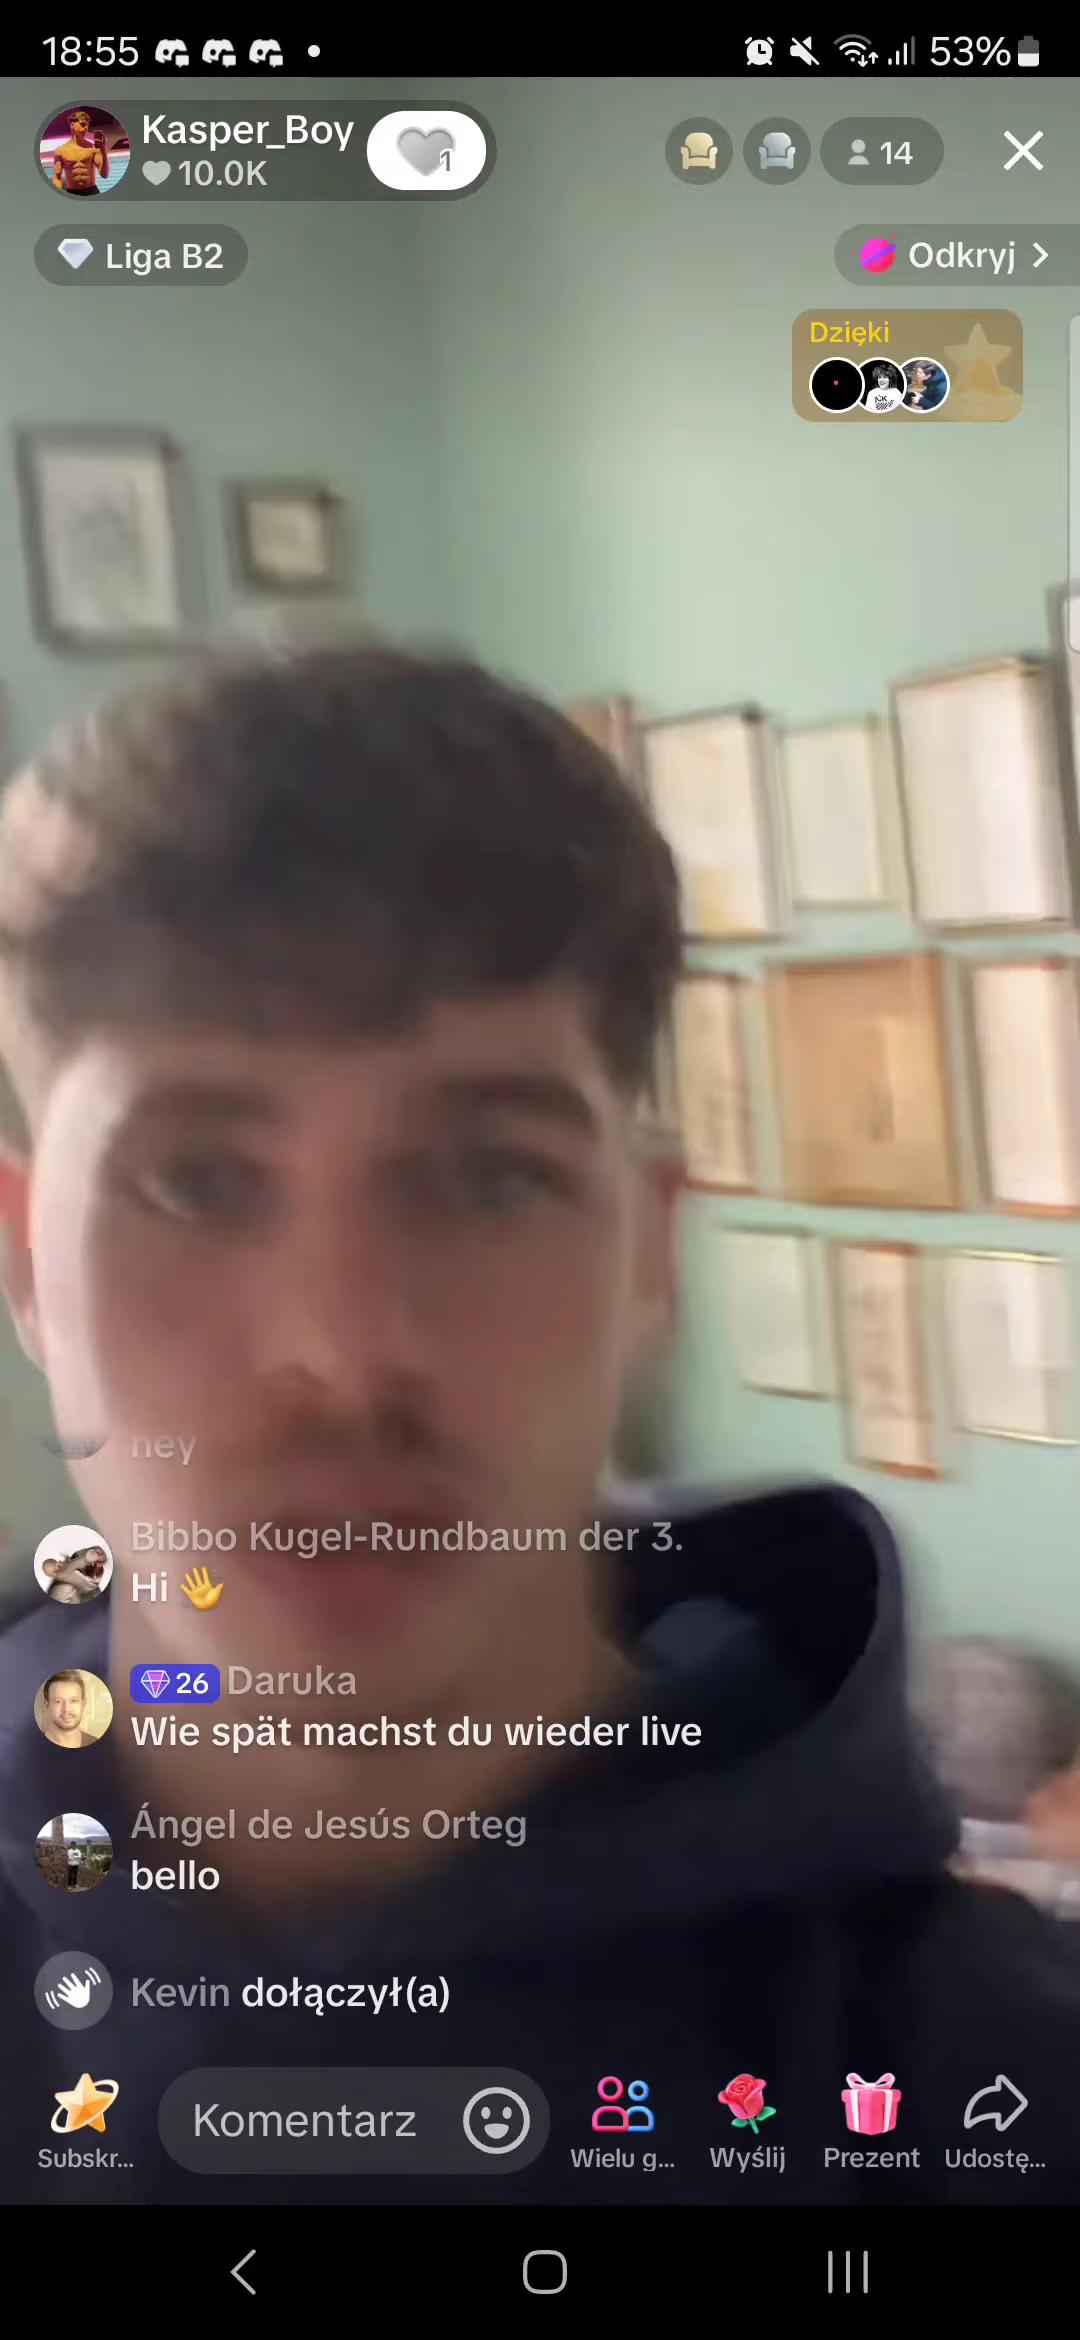 18:55
53%
Kasper_Boy
10.0K
1
14
Liga B2
Odkryj
Dzięki
hey
Bibbo Kugel-Rundbaum der 3.
Hi 👋
26 Daruka
Wie spät machst du wieder live
Ángel de Jesús Orteg
bello
Kevin dołączył(a)
Komentarz
Subskr...
Wielu g...
Wyślij
Prezent
Udostę...